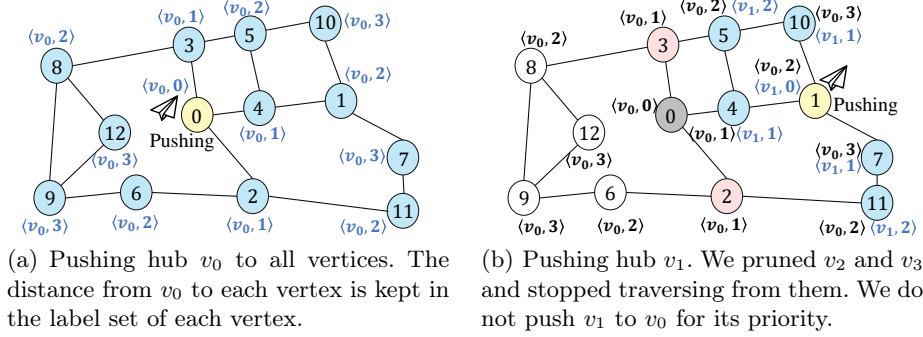 ⟨v₀, 1⟩ ⟨v₀, 2⟩ ⟨v₀, 3⟩
10
5
3
⟨v₀, 2⟩
8
⟨v₀, 0⟩
⟨v₀, 2⟩
1
4
0
Pushing
⟨v₀, 1⟩
12
⟨v₀, 3⟩
⟨v₀, 3⟩
7
9
6
2
11
⟨v₀, 3⟩ ⟨v₀, 2⟩ ⟨v₀, 1⟩ ⟨v₀, 2⟩
(a) Pushing hub v₀ to all vertices. The
distance from v₀ to each vertex is kept in
the label set of each vertex.
⟨v₀, 1⟩ ⟨v₀, 2⟩ ⟨v₁, 2⟩ ⟨v₀, 3⟩
10
⟨v₁, 1⟩
5
3
⟨v₀, 2⟩
8
⟨v₀, 2⟩
⟨v₁, 0⟩
1
Pushing
⟨v₀, 0⟩
0
4
⟨v₀, 1⟩ ⟨v₁, 1⟩
12
⟨v₀, 3⟩
⟨v₀, 3⟩
⟨v₁, 1⟩
7
9
6
2
11
⟨v₀, 3⟩ ⟨v₀, 2⟩ ⟨v₀, 1⟩ ⟨v₀, 2⟩ ⟨v₁, 2⟩
(b) Pushing hub v₁. We pruned v₂ and v₃
and stopped traversing from them. We do
not push v₁ to v₀ for its priority.